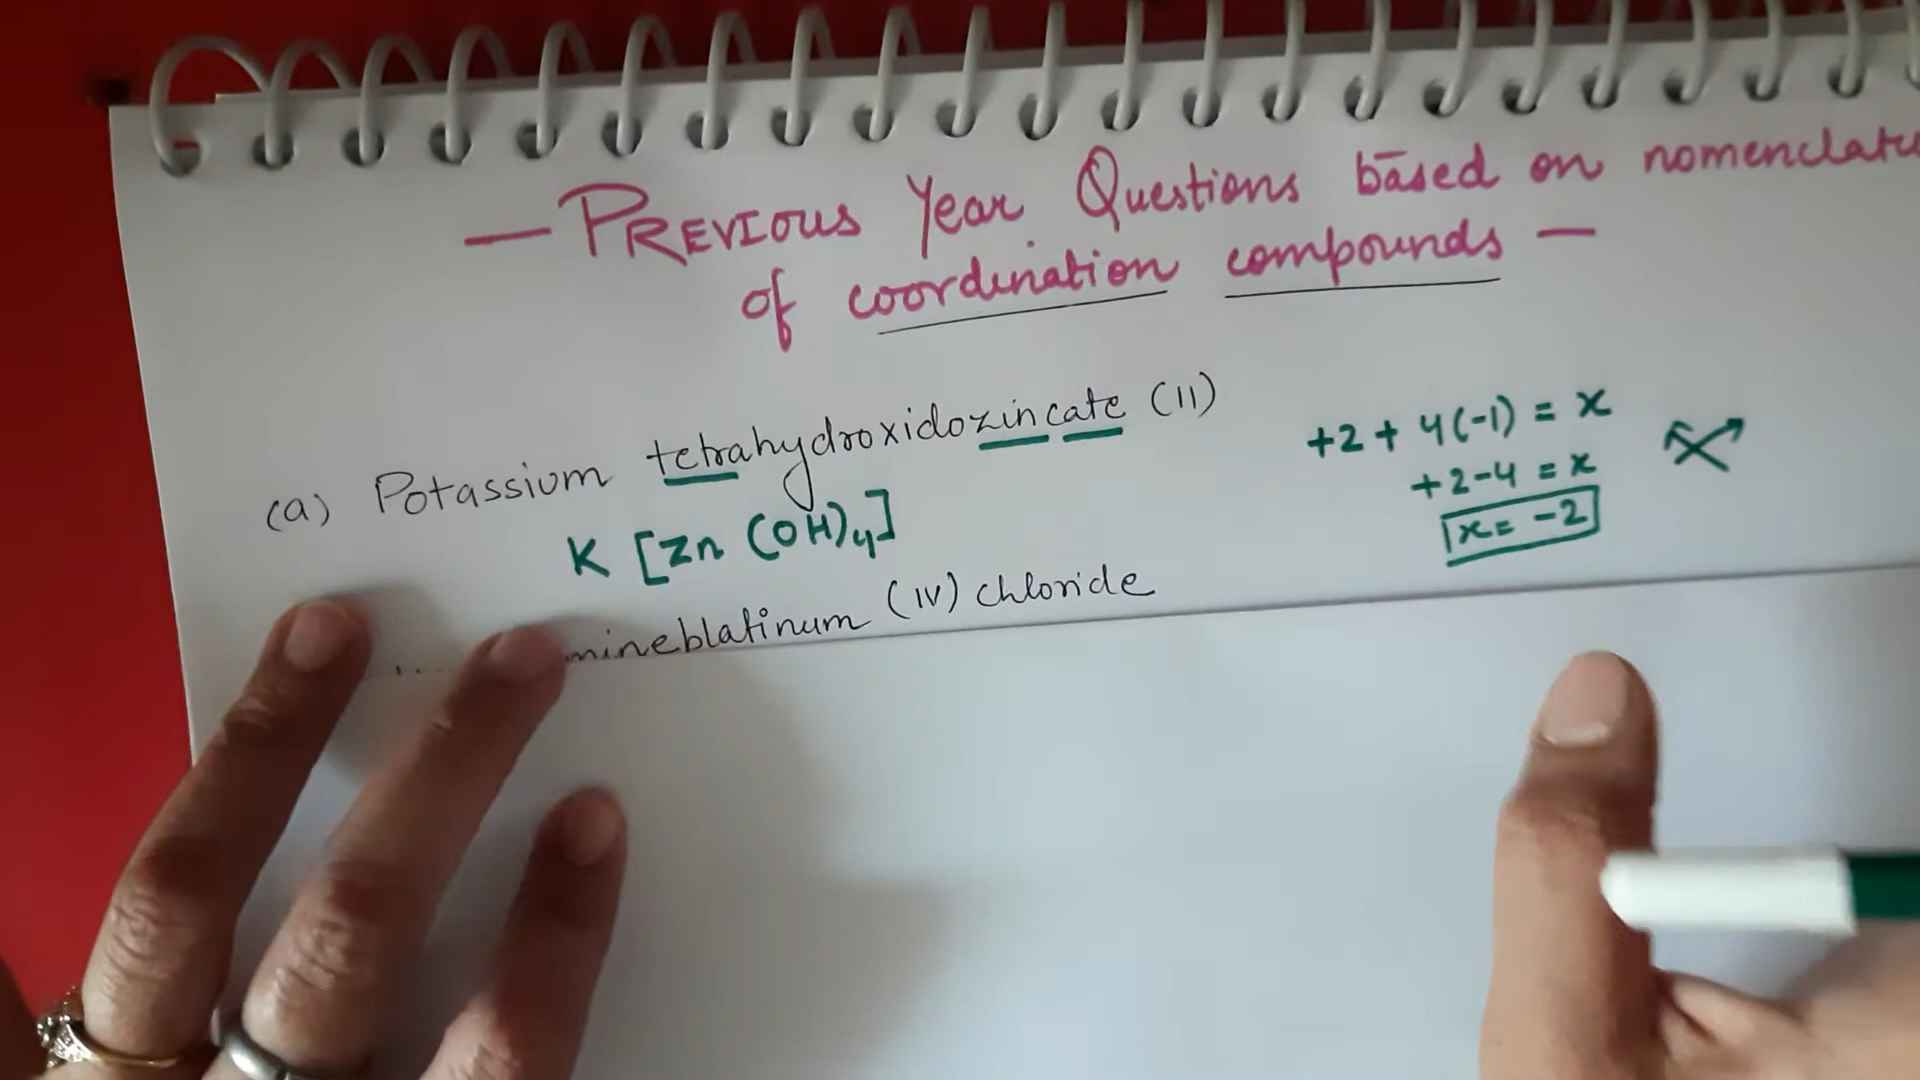 — PREVIOUS Year Questions based on nomenclatu
of coordination compounds —
(a) Potassium tetrahydroxidozincate (II)
K [Zn (OH)4]
+2 + 4(-1) = x
+2-4 = x
x= -2
mineplatinum (IV) chloride